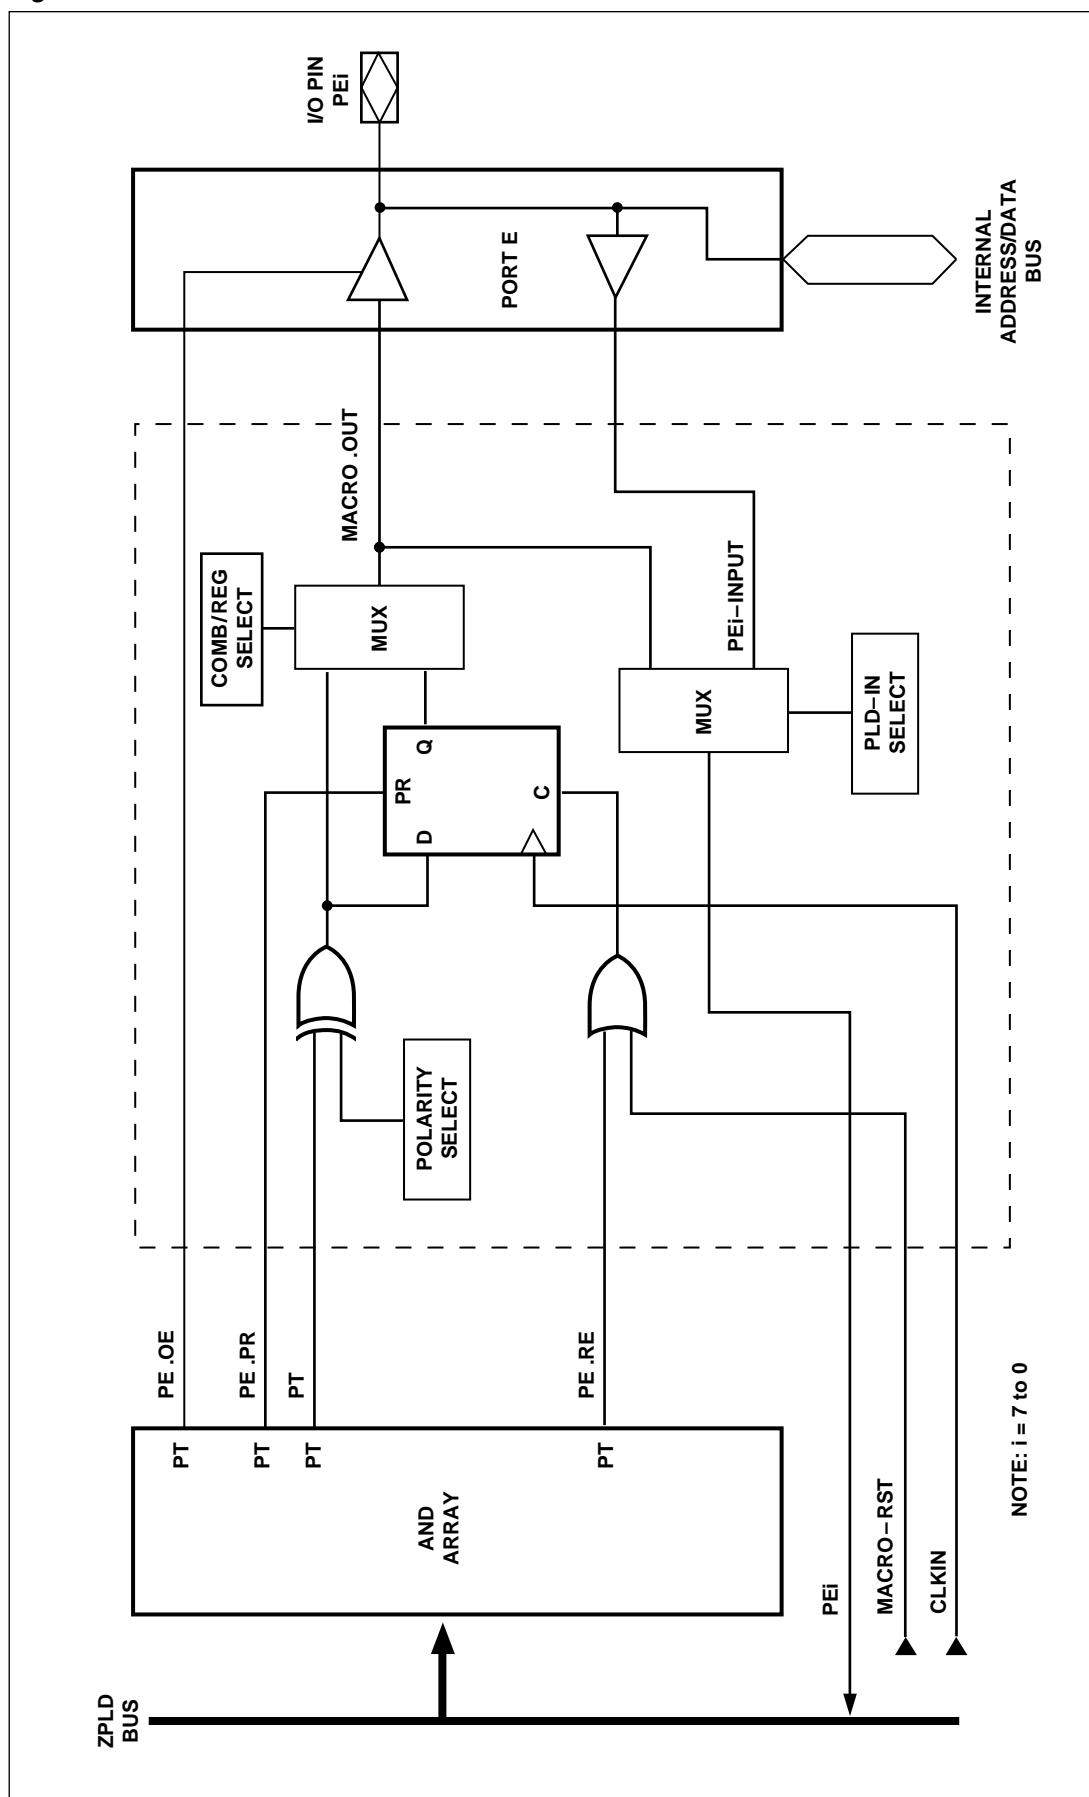 ZPLD
BUS
AND
ARRAY
PT
PT
PT
PT
PE .OE
PE .PR
PT
PE .RE
PEi
MACRO–RST
CLKIN
NOTE: i = 7 to 0
POLARITY
SELECT
D
PR
Q
C
COMB/REG
SELECT
MUX
MACRO .OUT
MUX
PEi–INPUT
PLD–IN
SELECT
PORT E
I/O PIN
PEi
INTERNAL
ADDRESS/DATA
BUS